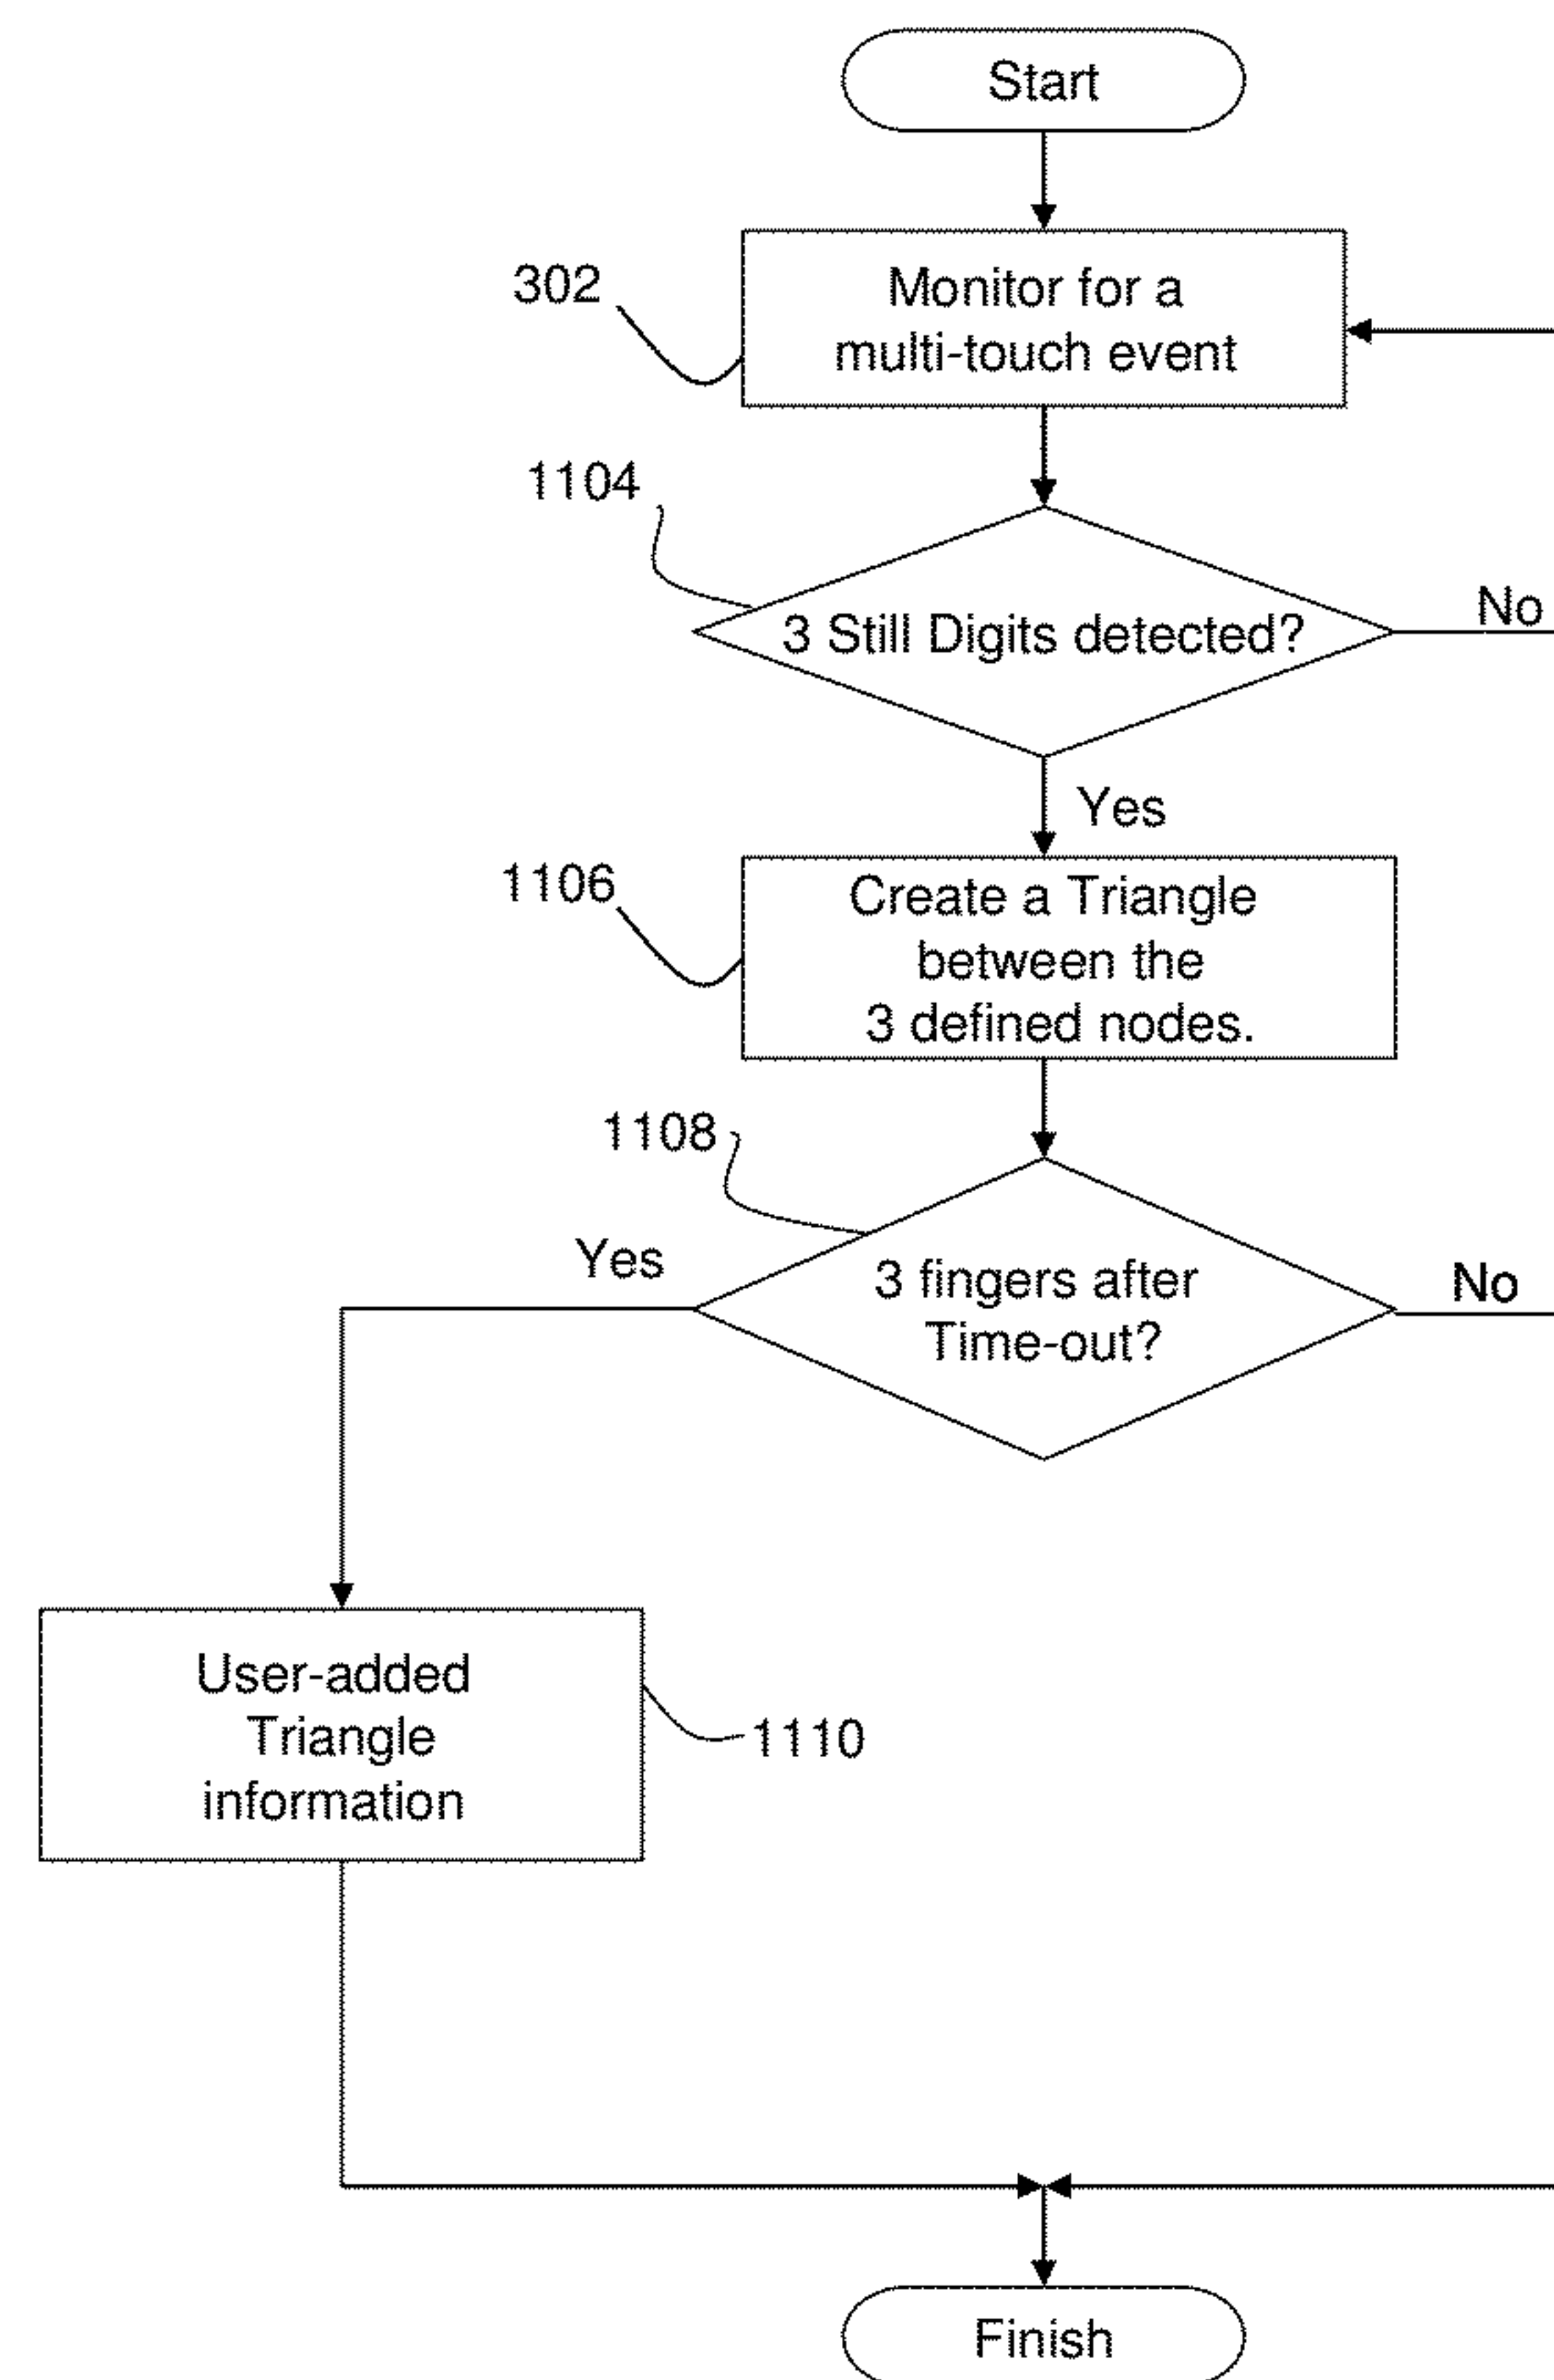 Start
302
Monitor for a
multi-touch event
1104
3 Still Digits detected?
No
Yes
1106
Create a Triangle
between the
3 defined nodes.
1108
Yes
3 fingers after
Time-out?
No
User-added
Triangle
information
1110
Finish